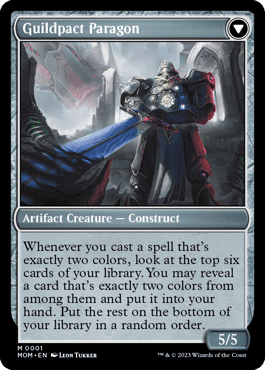 Guildpact Paragon
Artifact Creature — Construct
Whenever you cast a spell that's
exactly two colors, look at the top six
cards of your library. You may reveal
a card that's exactly two colors from
among them and put it into your
hand. Put the rest on the bottom of
your library in a random order.
5/5
M 0001
MOM • EN LEON TUKKER
™ & © 2023 Wizards of the Coast